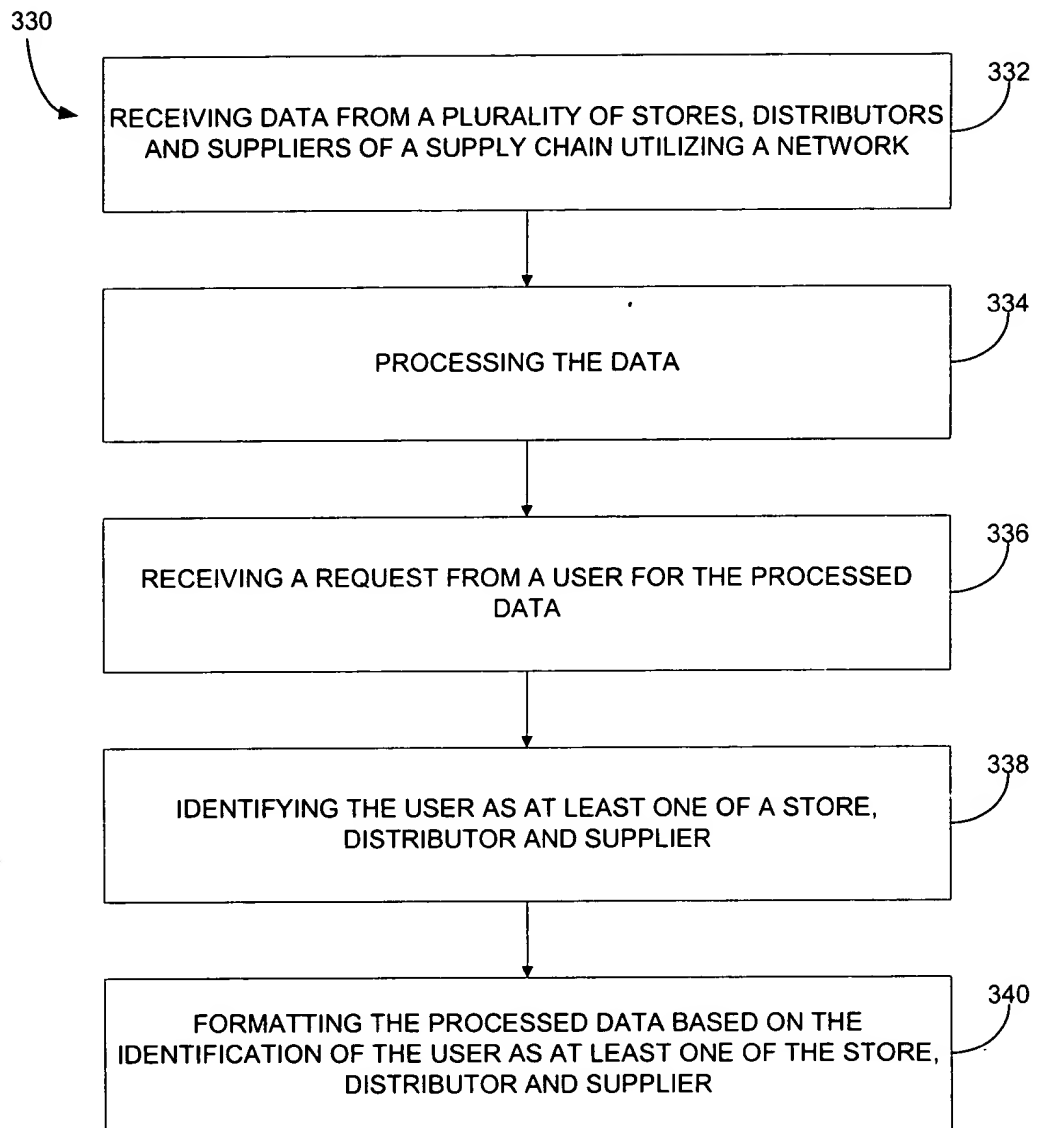 330
332
RECEIVING DATA FROM A PLURALITY OF STORES, DISTRIBUTORS
AND SUPPLIERS OF A SUPPLY CHAIN UTILIZING A NETWORK
334
PROCESSING THE DATA
336
RECEIVING A REQUEST FROM A USER FOR THE PROCESSED
DATA
338
IDENTIFYING THE USER AS AT LEAST ONE OF A STORE,
DISTRIBUTOR AND SUPPLIER
340
FORMATTING THE PROCESSED DATA BASED ON THE
IDENTIFICATION OF THE USER AS AT LEAST ONE OF THE STORE,
DISTRIBUTOR AND SUPPLIER